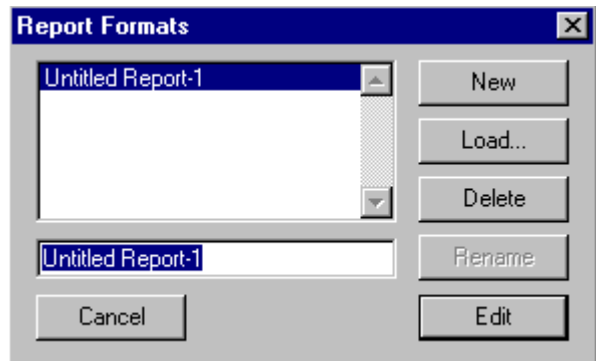 Report Formats
Untitled Report-1
New
Load...
Delete
Untitled Report-1
Rename
Cancel
Edit